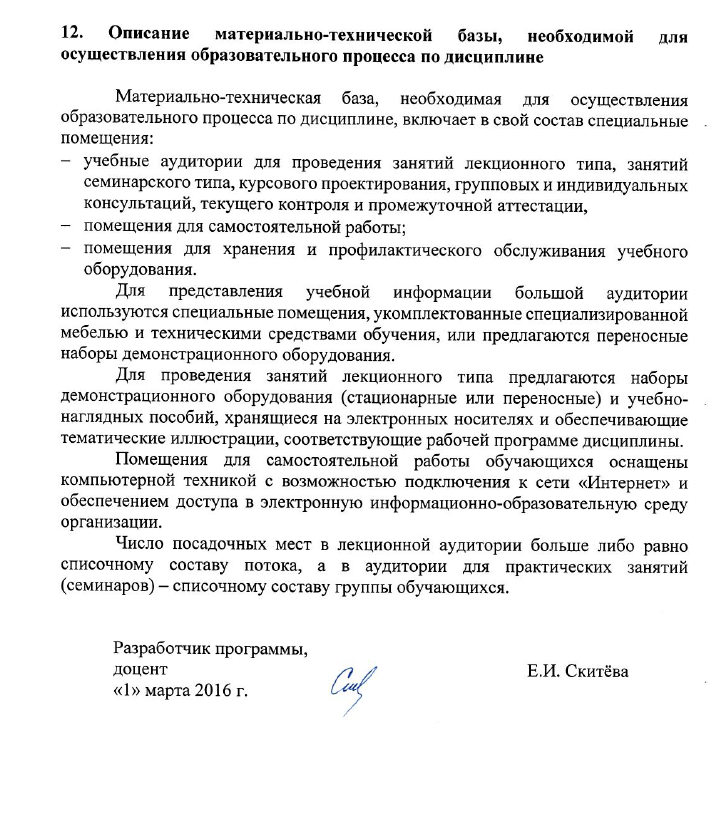 12. Описание материально-технической базы, необходимой для
осуществления образовательного процесса по дисциплине
Материально-техническая база, необходимая для осуществления
образовательного процесса по дисциплине, включает в свой состав специальные
помещения:
– учебные аудитории для проведения занятий лекционного типа, занятий
семинарского типа, курсового проектирования, групповых и индивидуальных
консультаций, текущего контроля и промежуточной аттестации,
– помещения для самостоятельной работы;
– помещения для хранения и профилактического обслуживания учебного
оборудования.
Для представления учебной информации большой аудитории
используются специальные помещения, укомплектованные специализированной
мебелью и техническими средствами обучения, или предлагаются переносные
наборы демонстрационного оборудования.
Для проведения занятий лекционного типа предлагаются наборы
демонстрационного оборудования (стационарные или переносные) и учебно-
наглядных пособий, хранящиеся на электронных носителях и обеспечивающие
тематические иллюстрации, соответствующие рабочей программе дисциплины.
Помещения для самостоятельной работы обучающихся оснащены
компьютерной техникой с возможностью подключения к сети «Интернет» и
обеспечением доступа в электронную информационно-образовательную среду
организации.
Число посадочных мест в лекционной аудитории больше либо равно
списочному составу потока, а в аудитории для практических занятий
(семинаров) – списочному составу группы обучающихся.
Разработчик программы,
доцент Е.И. Скитёва
«1» марта 2016 г.